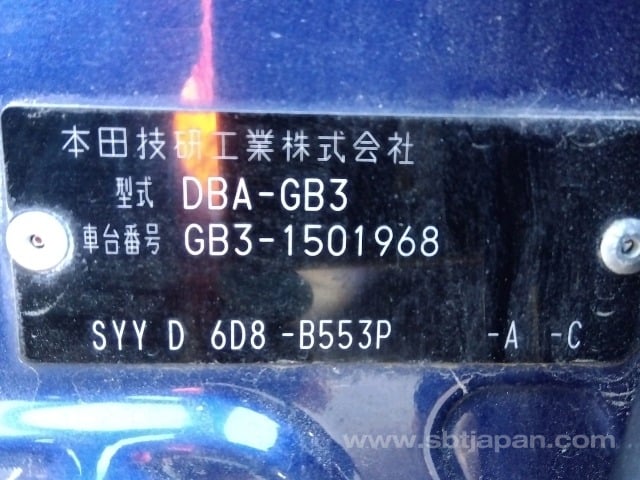 本田技研工業株式会社
型式 DBA-GB3
車台番号 GB3-1501968
SYY D 6D8 -B553P -A -C
www.sbtjapan.com